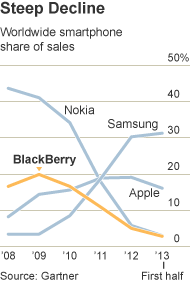 Steep Decline
Worldwide smartphone
share of sales
50%
40
Nokia
Samsung
30
BlackBerry
20
Apple
10
0
'08 '09 '10 '11 '12 '13
Source: Gartner First half